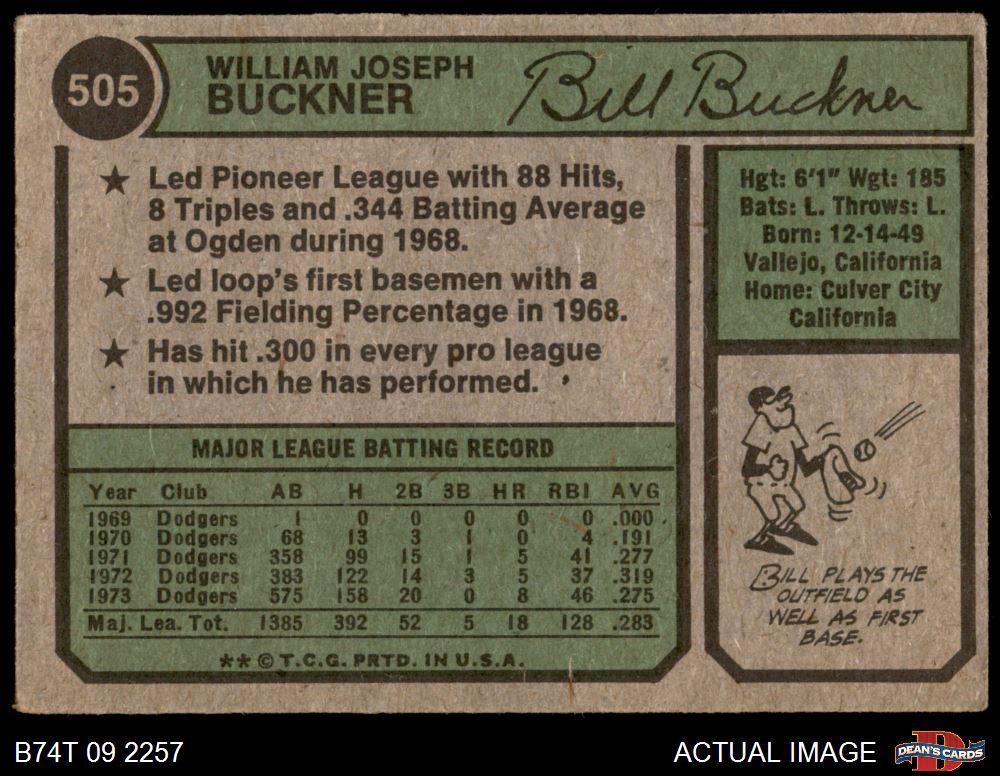 505
WILLIAM JOSEPH
BUCKNER
Bill Buckner
★ Led Pioneer League with 88 Hits,
8 Triples and .344 Batting Average
at Ogden during 1968.
★ Led loop's first basemen with a
.992 Fielding Percentage in 1968.
★ Has hit .300 in every pro league
in which he has performed.
Hgt: 6'1" Wgt: 185
Bats: L. Throws: L.
Born: 12-14-49
Vallejo, California
Home: Culver City
California
MAJOR LEAGUE BATTING RECORD
Year Club AB H 2B 3B HR RBI AVG
1969 Dodgers 1 0 0 0 0 0 .000
1970 Dodgers 68 13 3 1 0 4 .191
1971 Dodgers 358 99 15 1 5 41 .277
1972 Dodgers 383 122 14 3 5 37 .319
1973 Dodgers 575 158 20 0 8 46 .275
Maj. Lea. Tot. 1385 392 52 5 18 128 .283
** © T.C.G. PRTD. IN U.S.A.
BILL PLAYS THE
OUTFIELD AS
WELL AS FIRST
BASE.
B74T 09 2257
ACTUAL IMAGE
DEAN'S CARDS